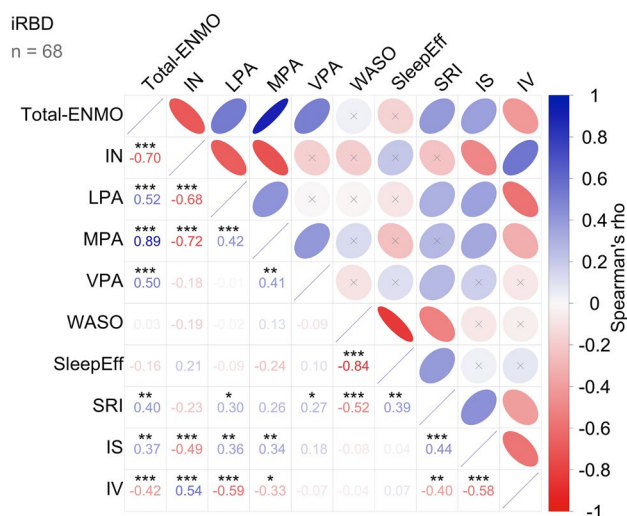 iRBD
n = 68
Total-ENMO IN LPA MPA VPA WASO SleepEff SRI IS IV
Total-ENMO
IN *** -0.70
LPA *** 0.52 *** -0.68
MPA *** 0.89 *** -0.72 *** 0.42
VPA *** 0.50 -0.18 -0.01 ** 0.41
WASO 0.03 -0.19 -0.02 0.13 -0.09
SleepEff -0.16 0.21 -0.09 -0.24 0.10 *** -0.84
SRI ** 0.40 -0.23 * 0.30 0.26 * 0.27 *** -0.52 ** 0.39
IS ** 0.37 *** -0.49 ** 0.36 ** 0.34 0.18 -0.08 0.04 *** 0.44
IV *** -0.42 *** 0.54 *** -0.59 * -0.33 -0.07 -0.04 0.07 ** -0.40 *** -0.58
1
0.8
0.6
0.4
0.2
0
-0.2
-0.4
-0.6
-0.8
-1
Spearman's rho